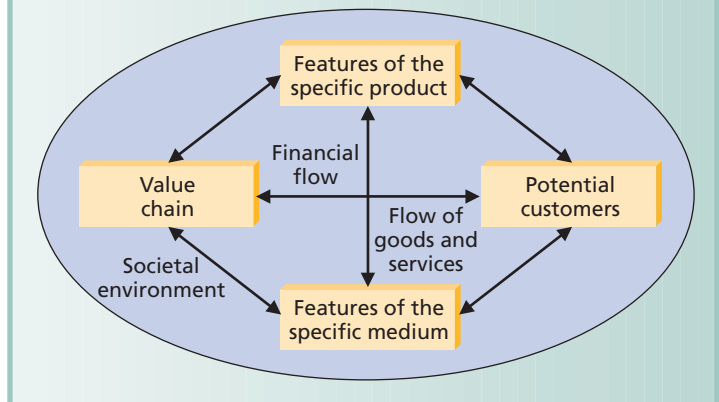 Features of the
specific product
Financial
flow
Value
chain
Potential
customers
Flow of
goods and
services
Societal
environment
Features of the
specific medium